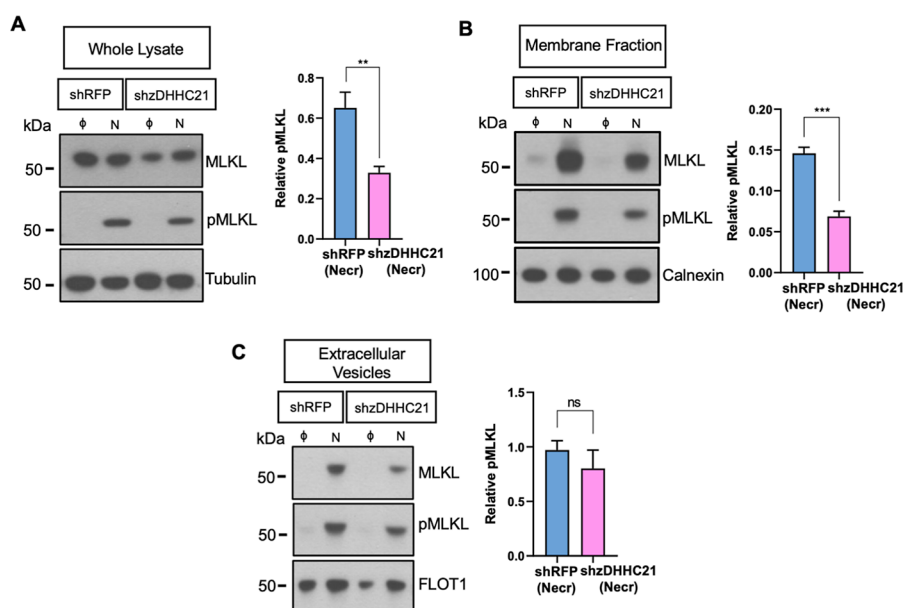 A
Whole Lysate
shRFP shzDHHC21
kDa ϕ N ϕ N
50 MLKL
50 pMLKL
50 Tubulin
Relative pMLKL
**
0.8
0.6
0.4
0.2
0.0
shRFP shzDHHC21
(Necr) (Necr)
B
Membrane Fraction
shRFP shzDHHC21
kDa ϕ N ϕ N
50 MLKL
50 pMLKL
100 Calnexin
Relative pMLKL
***
0.20
0.15
0.10
0.05
0.00
shRFP shzDHHC21
(Necr) (Necr)
C
Extracellular
Vesicles
shRFP shzDHHC21
kDa ϕ N ϕ N
50 MLKL
50 pMLKL
50 FLOT1
Relative pMLKL
ns
1.5
1.0
0.5
0.0
shRFP shzDHHC21
(Necr) (Necr)